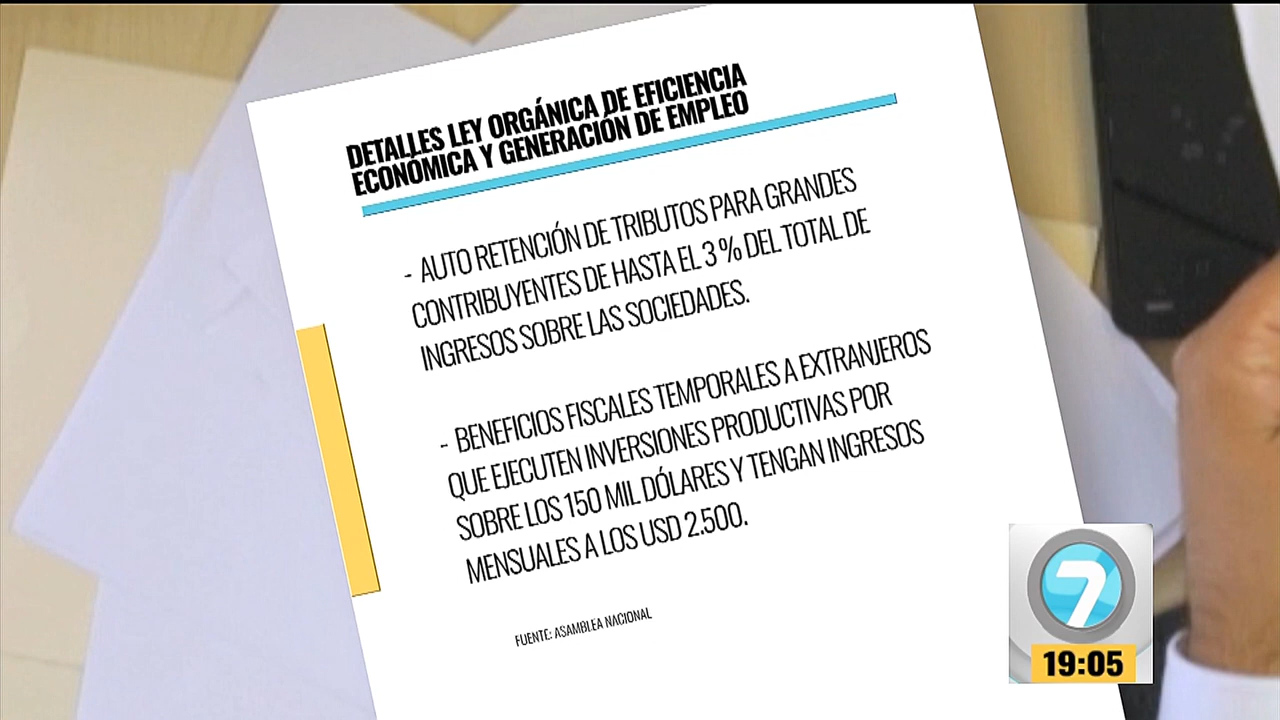 DETALLES LEY ORGÁNICA DE EFICIENCIA
ECONÓMICA Y GENERACIÓN DE EMPLEO
- AUTO RETENCIÓN DE TRIBUTOS PARA GRANDES
CONTRIBUYENTES DE HASTA EL 3 % DEL TOTAL DE
INGRESOS SOBRE LAS SOCIEDADES.
- BENEFICIOS FISCALES TEMPORALES A EXTRANJEROS
QUE EJECUTEN INVERSIONES PRODUCTIVAS POR
SOBRE LOS 150 MIL DÓLARES Y TENGAN INGRESOS
MENSUALES A LOS USD 2.500.
FUENTE: ASAMBLEA NACIONAL
7
19:05